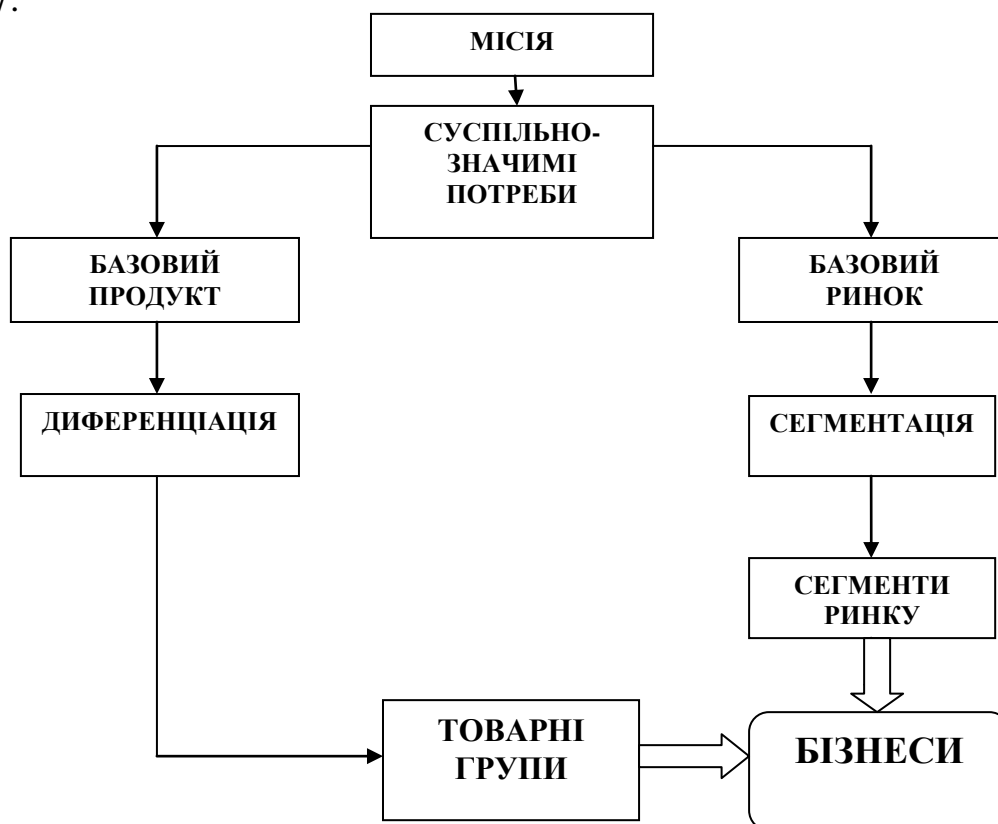 МІСІЯ
СУСПІЛЬНО-
ЗНАЧИМІ
ПОТРЕБИ
БАЗОВИЙ
ПРОДУКТ
БАЗОВИЙ
РИНОК
ДИФЕРЕНЦІАЦІЯ
СЕГМЕНТАЦІЯ
СЕГМЕНТИ
РИНКУ
ТОВАРНІ
ГРУПИ
БІЗНЕСИ